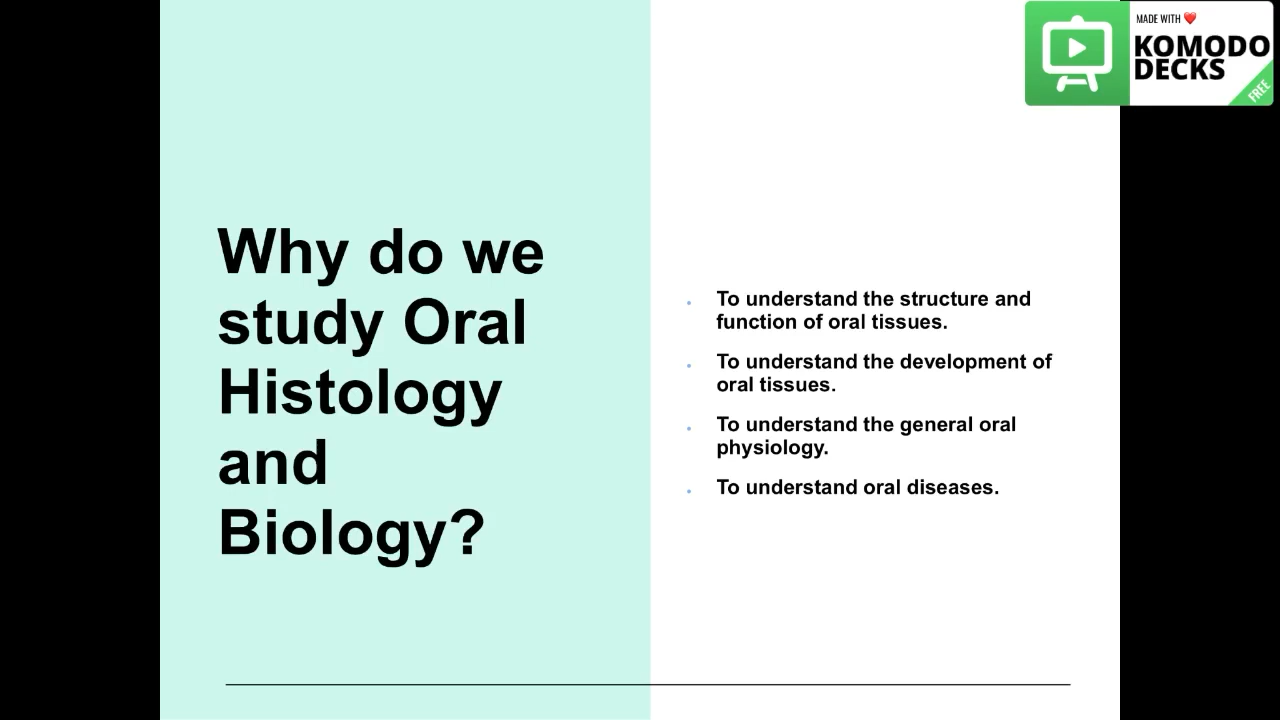 MADE WITH ❤️
KOMODO
DECKS
FREE
Why do we
study Oral
Histology
and
Biology?
To understand the structure and
function of oral tissues.
To understand the development of
oral tissues.
To understand the general oral
physiology.
To understand oral diseases.